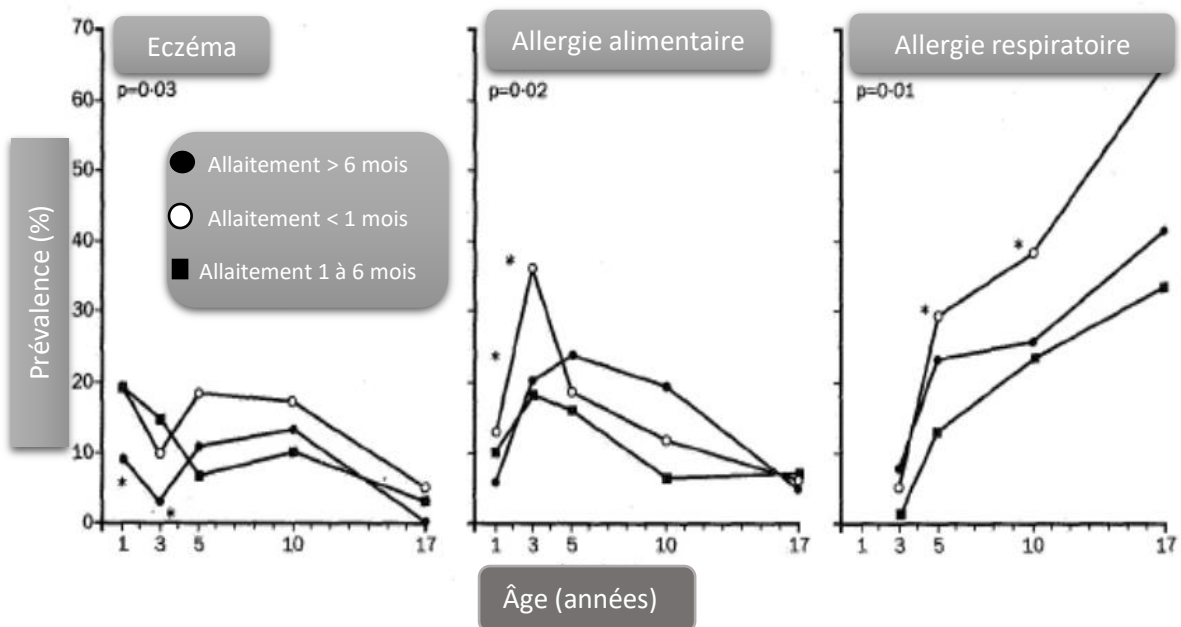 Eczéma
Allergie alimentaire
Allergie respiratoire
p=0·03
p=0·02
p=0·01
Allaitement > 6 mois
Allaitement < 1 mois
Allaitement 1 à 6 mois
Prévalence (%)
70
60
50
40
30
20
10
0
1 3 5 10 17
1 3 5 10 17
1 3 5 10 17
*
*
*
*
*
*
Âge (années)